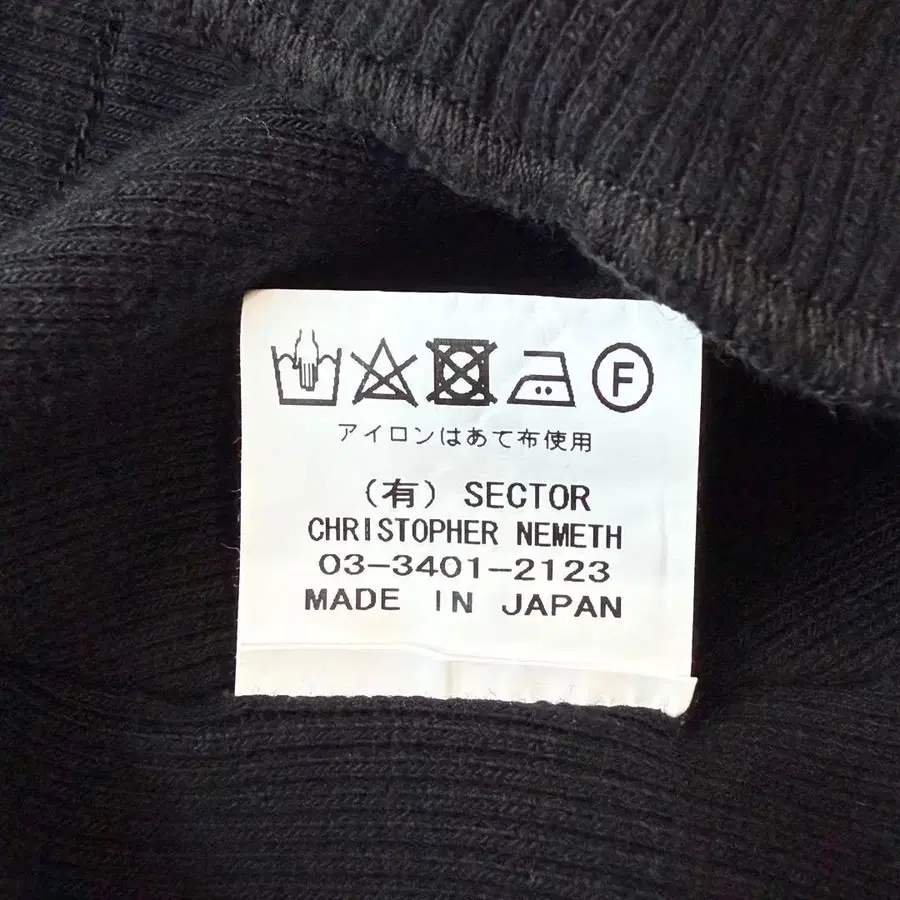 F
アイロンはあて布使用
(有) SECTOR
CHRISTOPHER NEMETH
03-3401-2123
MADE IN JAPAN